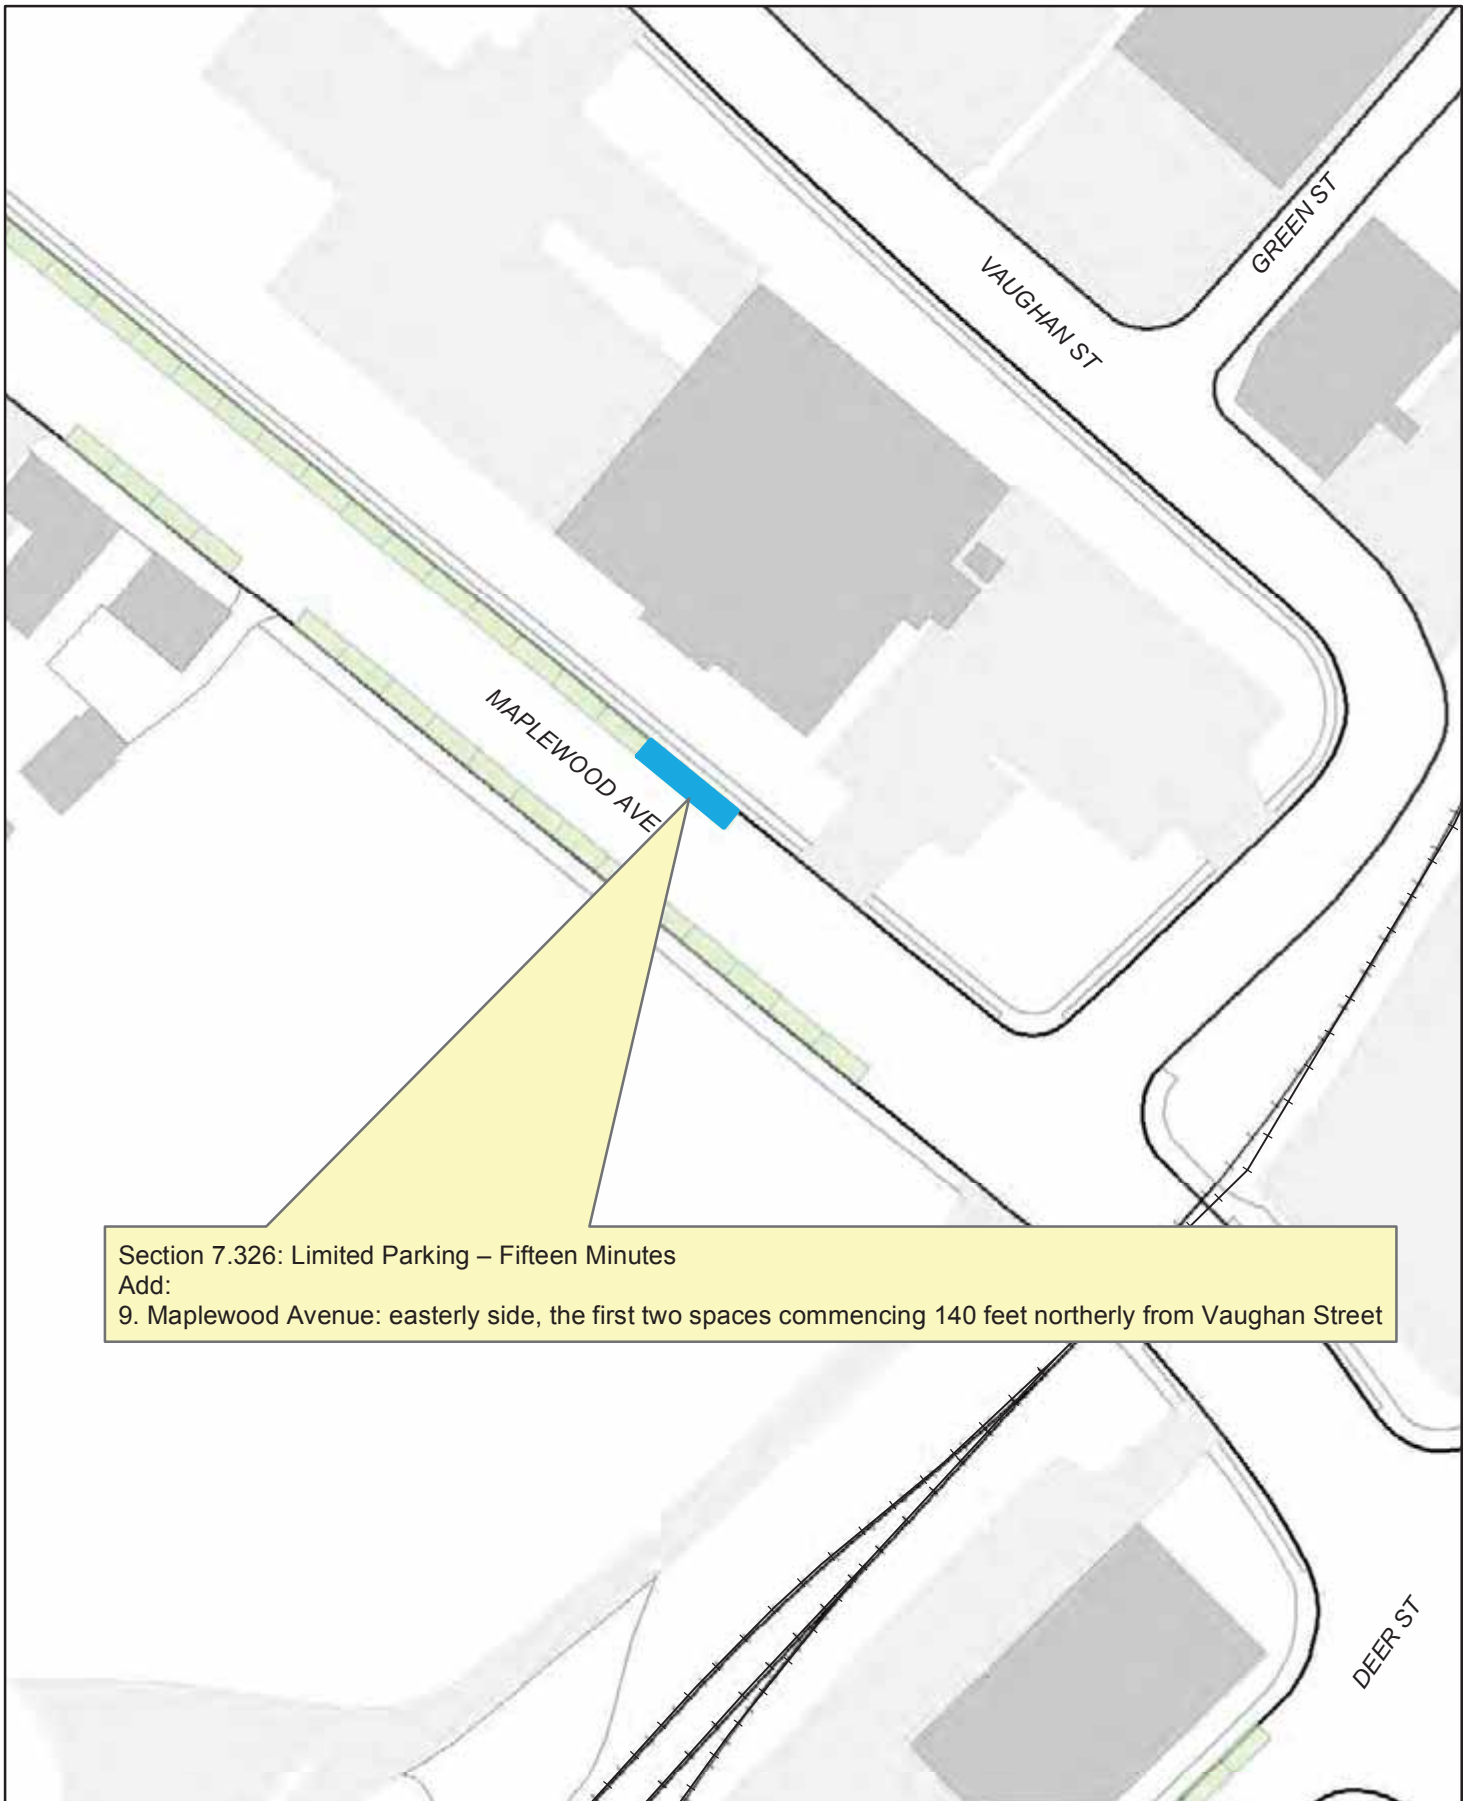 GREEN ST
VAUGHAN ST
MAPLEWOOD AVE
Section 7.326: Limited Parking – Fifteen Minutes
Add:
9. Maplewood Avenue: easterly side, the first two spaces commencing 140 feet northerly from Vaughan Street
DEER ST